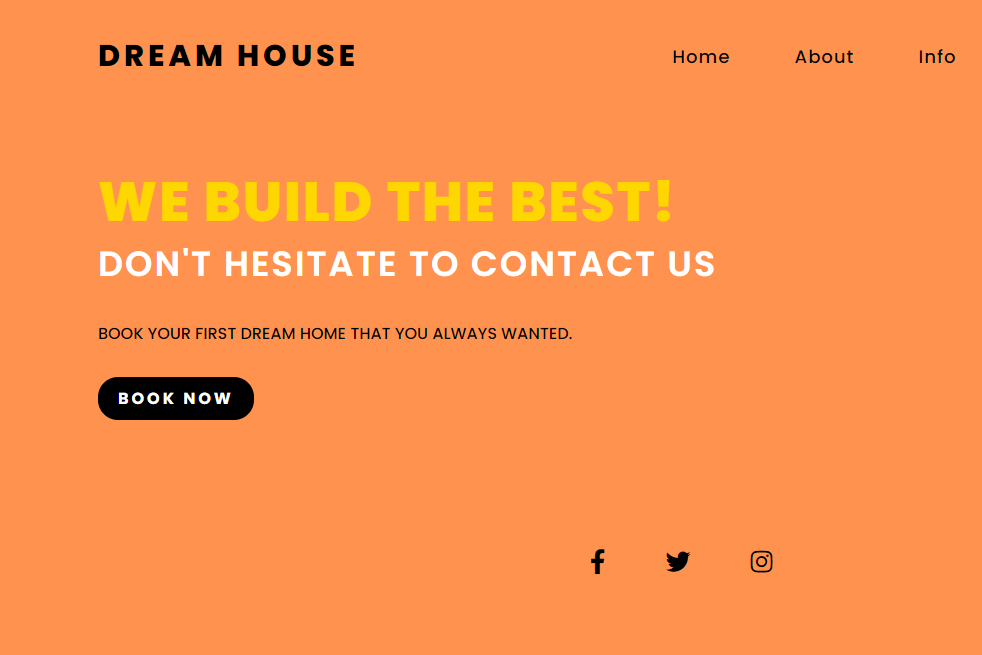 DREAM HOUSE
Home About Info
WE BUILD THE BEST!
DON'T HESITATE TO CONTACT US
BOOK YOUR FIRST DREAM HOME THAT YOU ALWAYS WANTED.
BOOK NOW